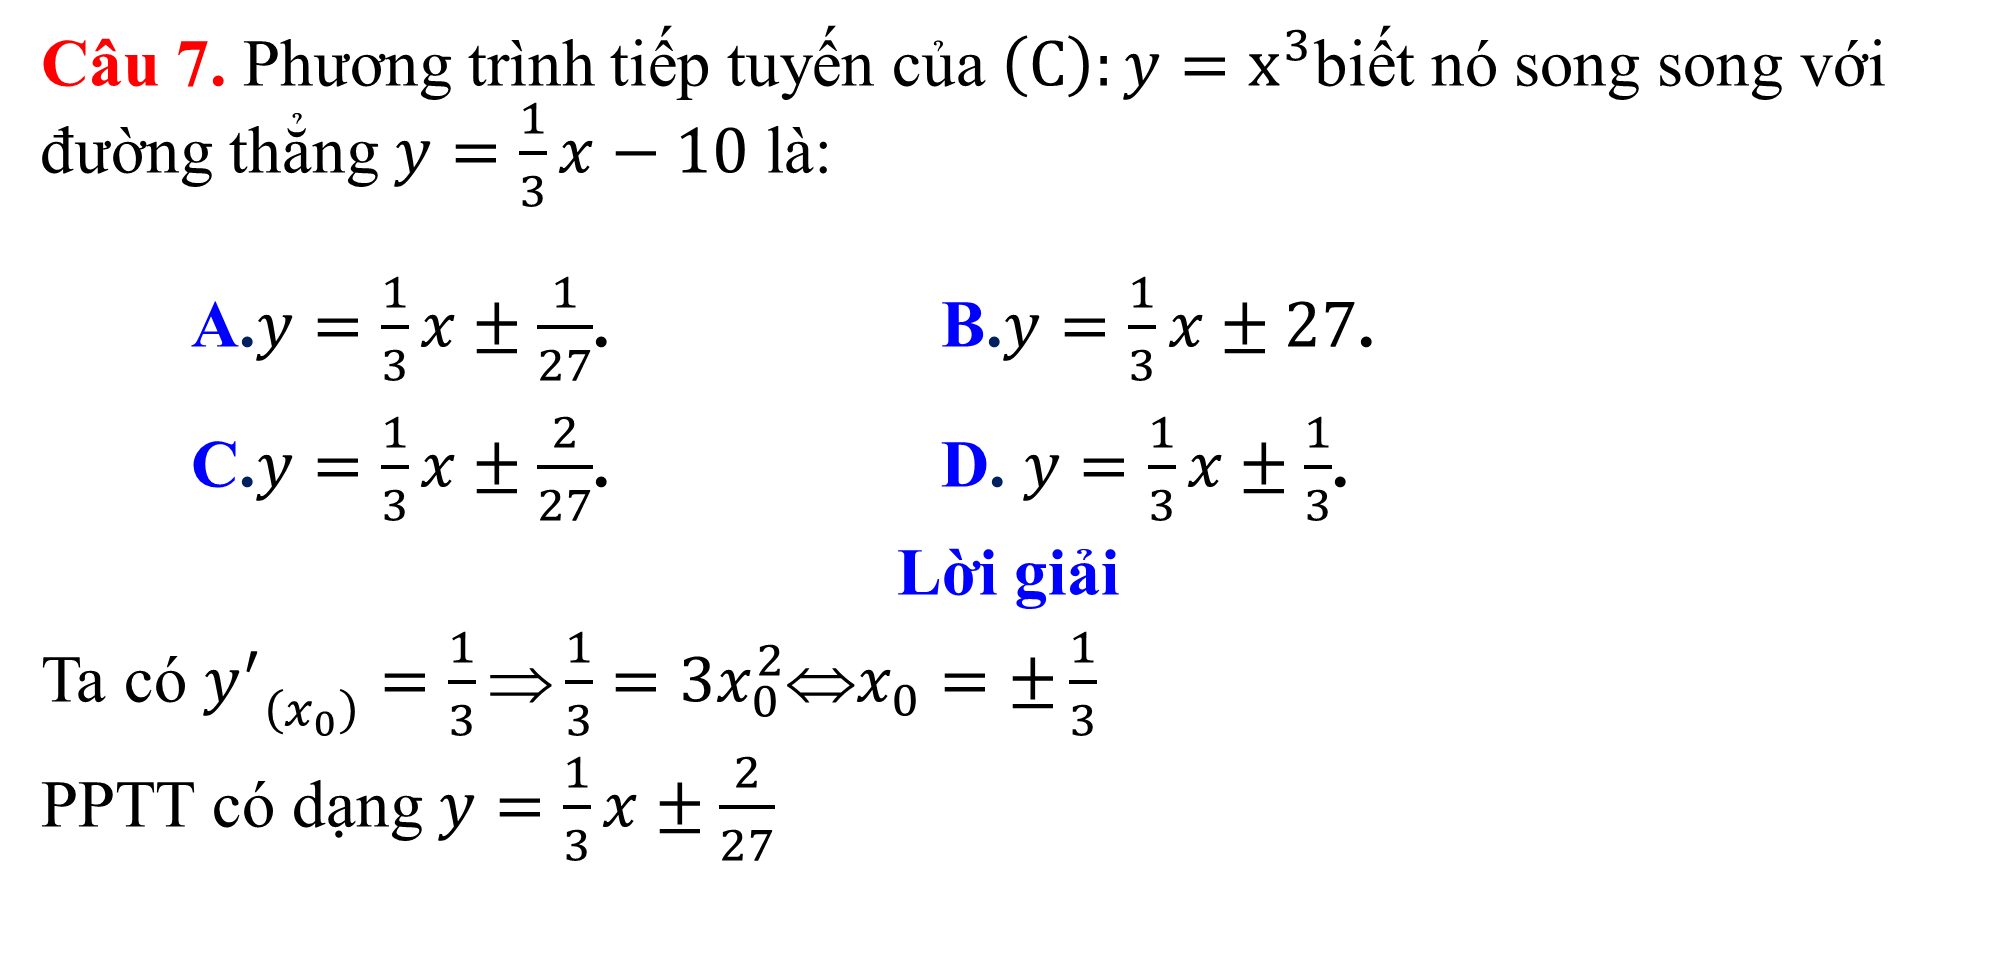 Câu 7. Phương trình tiếp tuyến của (C): y = x³biết nó song song với
đường thẳng y = 1/3 x − 10 là:
A.y = 1/3 x ± 1/27. B.y = 1/3 x ± 27.
C.y = 1/3 x ± 2/27. D. y = 1/3 x ± 1/3.
Lời giải
Ta có y′₍ₓ₀₎ = 1/3 ⇒ 1/3 = 3x₀² ⇔ x₀ = ± 1/3
PPTT có dạng y = 1/3 x ± 2/27